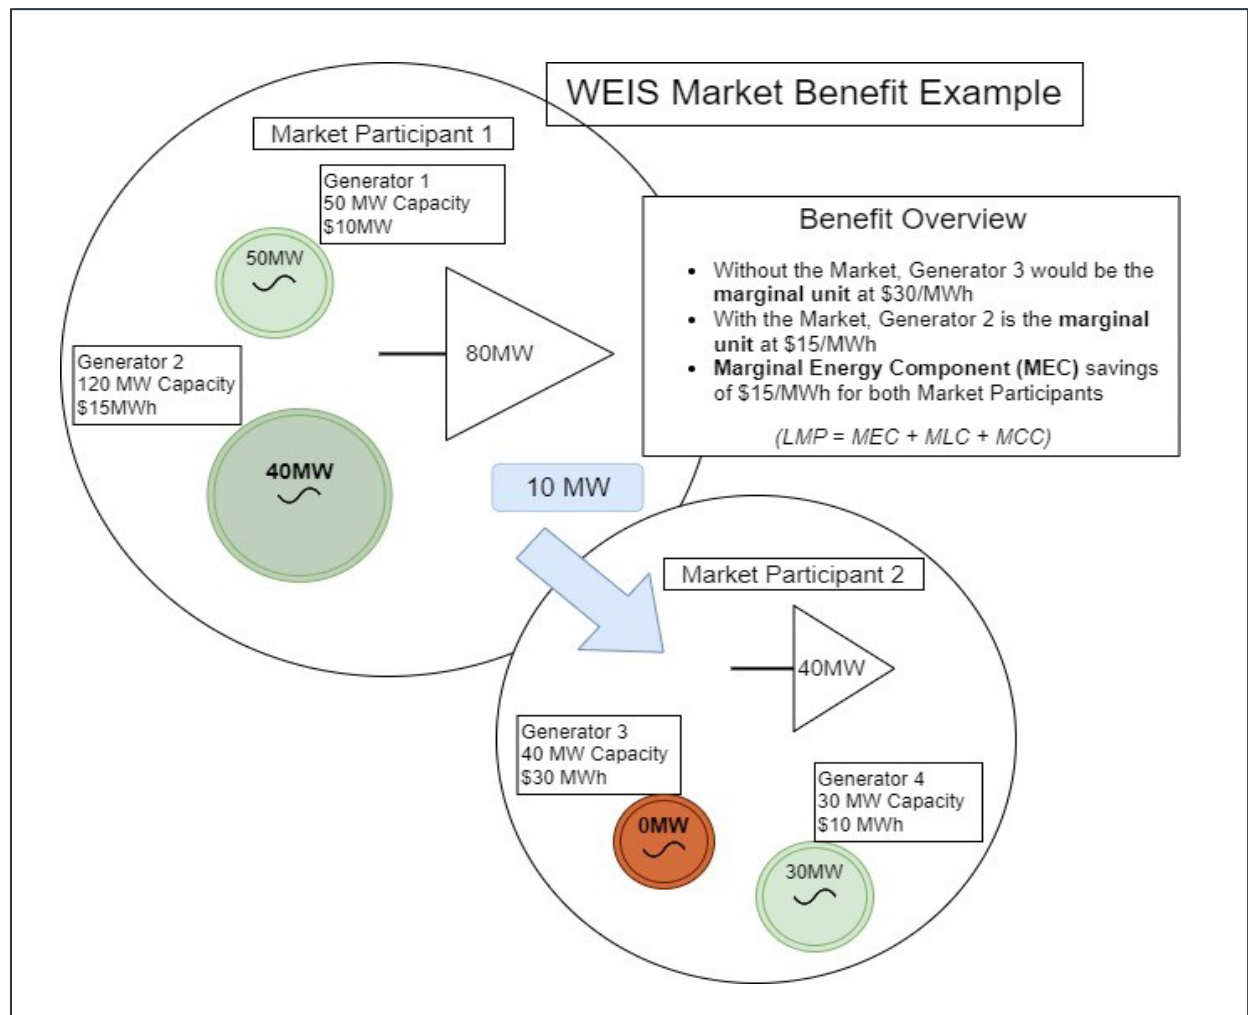 WEIS Market Benefit Example
Market Participant 1
Generator 1
50 MW Capacity
$10MW
50MW
Generator 2
120 MW Capacity
$15MWh
40MW
80MW
Benefit Overview
• Without the Market, Generator 3 would be the
marginal unit at $30/MWh
• With the Market, Generator 2 is the marginal
unit at $15/MWh
• Marginal Energy Component (MEC) savings
of $15/MWh for both Market Participants
(LMP = MEC + MLC + MCC)
10 MW
Market Participant 2
40MW
Generator 3
40 MW Capacity
$30 MWh
0MW
Generator 4
30 MW Capacity
$10 MWh
30MW